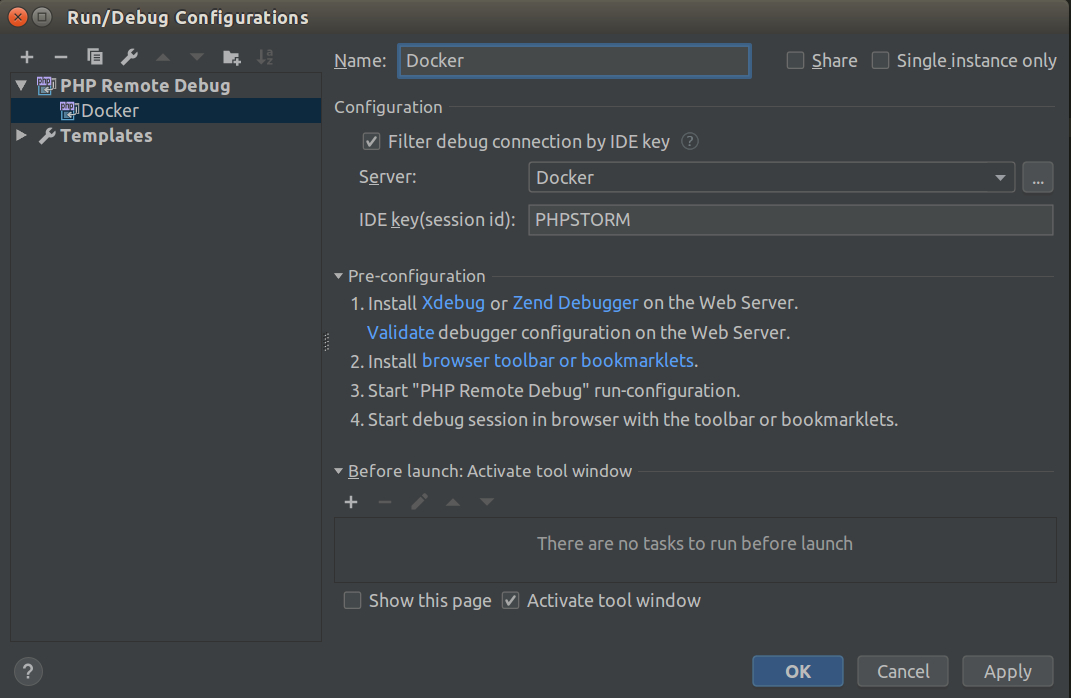 Run/Debug Configurations
PHP Remote Debug
Docker
Templates
Name: Docker Share Single instance only
Configuration
Filter debug connection by IDE key ?
Server: Docker ...
IDE key(session id): PHPSTORM
Pre-configuration
1. Install Xdebug or Zend Debugger on the Web Server.
Validate debugger configuration on the Web Server.
2. Install browser toolbar or bookmarklets.
3. Start "PHP Remote Debug" run-configuration.
4. Start debug session in browser with the toolbar or bookmarklets.
Before launch: Activate tool window
There are no tasks to run before launch
Show this page Activate tool window
? OK Cancel Apply